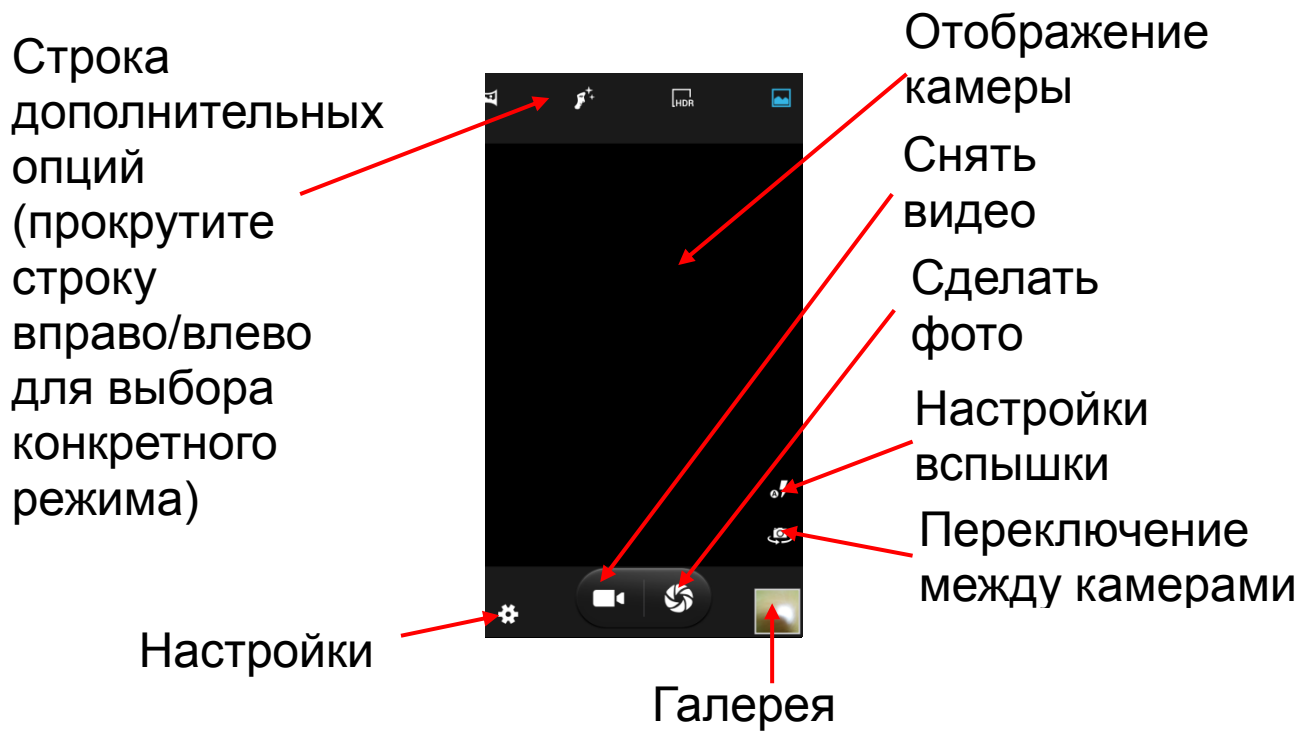 Строка
дополнительных
опций
(прокрутите
строку
вправо/влево
для выбора
конкретного
режима)
HDR
Отображение
камеры
Снять
видео
Сделать
фото
Настройки
вспышки
Переключение
между камерами
Настройки
Галерея